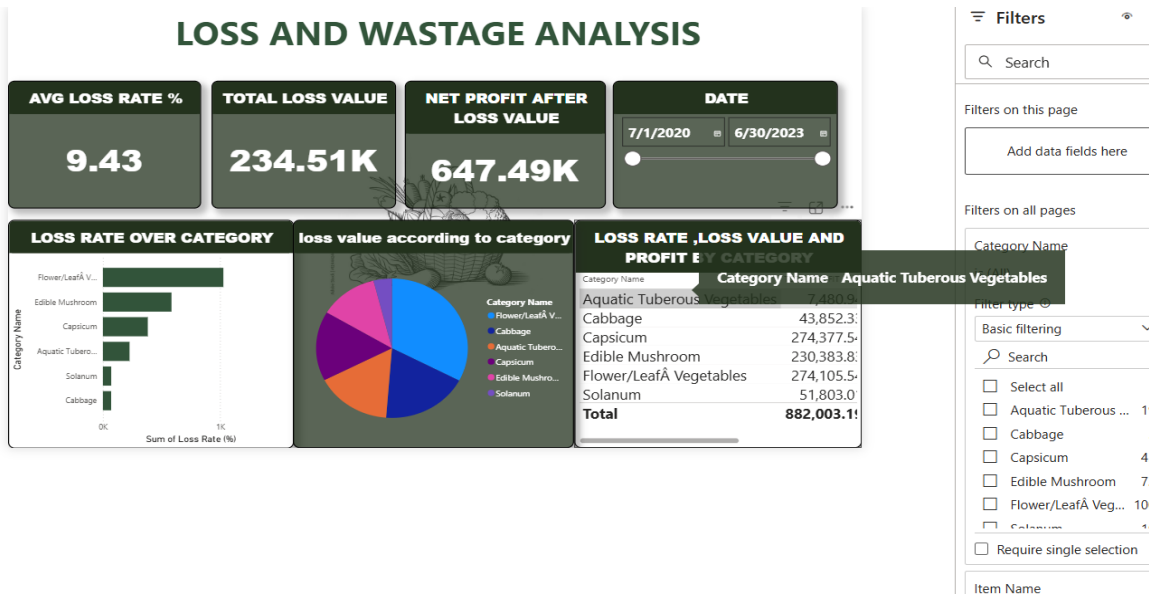 LOSS AND WASTAGE ANALYSIS
AVG LOSS RATE %
9.43
TOTAL LOSS VALUE
234.51K
NET PROFIT AFTER
LOSS VALUE
647.49K
DATE
7/1/2020
6/30/2023
LOSS RATE OVER CATEGORY
Category Name
Flower/LeafÂ V...
Edible Mushroom
Capsicum
Aquatic Tubero...
Solanum
Cabbage
0K
1K
Sum of Loss Rate (%)
loss value according to category
Category Name
Flower/LeafÂ V...
Cabbage
Aquatic Tubero...
Capsicum
Edible Mushro...
Solanum
LOSS RATE ,LOSS VALUE AND
PROFIT BY CATEGORY
Category Name
Category Name Aquatic Tuberous Vegetables
Aquatic Tuberous Vegetables 7,480.9
Cabbage 43,852.3
Capsicum 274,377.5
Edible Mushroom 230,383.8
Flower/LeafÂ Vegetables 274,105.5
Solanum 51,803.0
Total 882,003.1
Filters
Search
Filters on this page
Add data fields here
Filters on all pages
Category Name
Filter type
Basic filtering
Search
Select all
Aquatic Tuberous ...
Cabbage
Capsicum 4
Edible Mushroom 7
Flower/LeafÂ Veg... 10
Solanum
Require single selection
Item Name